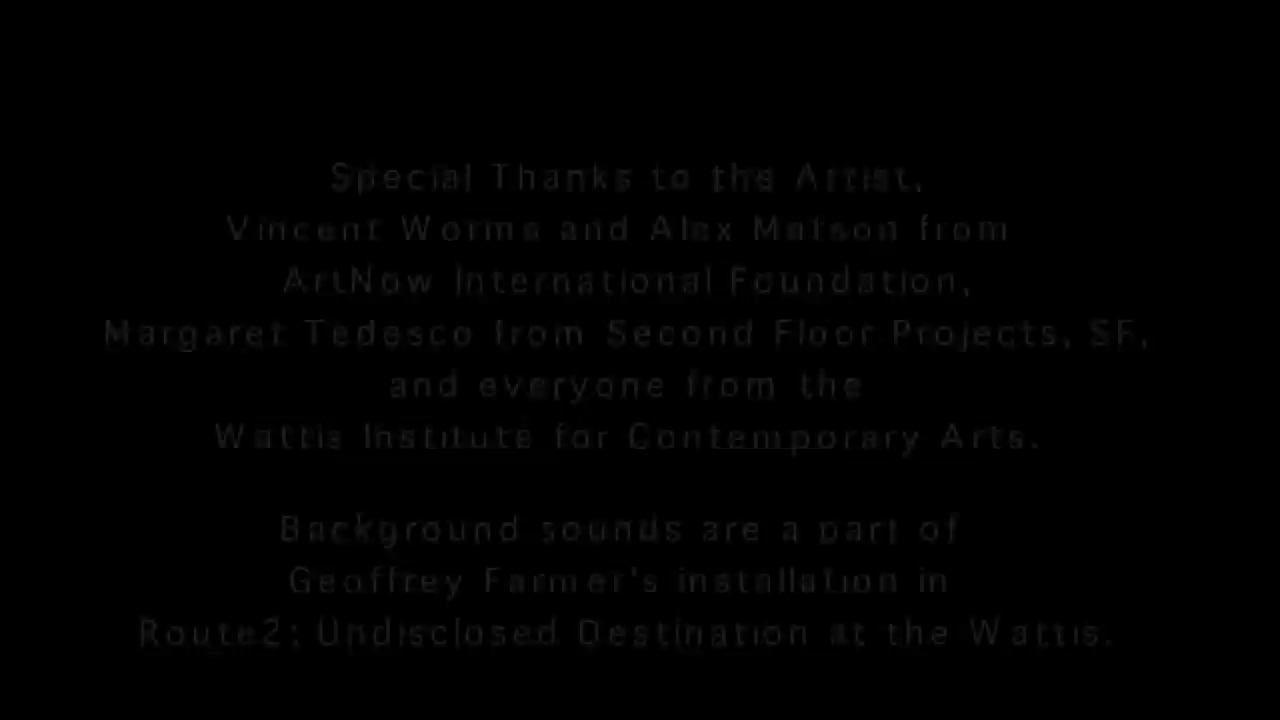 Special Thanks to the Artist,
Vincent Worms and Alex Matson from
ArtNow International Foundation,
Margaret Tedesco from Second Floor Projects, SF,
and everyone from the
Wattis Institute for Contemporary Arts.
Background sounds are a part of
Geoffrey Farmer's installation in
Route2: Undisclosed Destination at the Wattis.